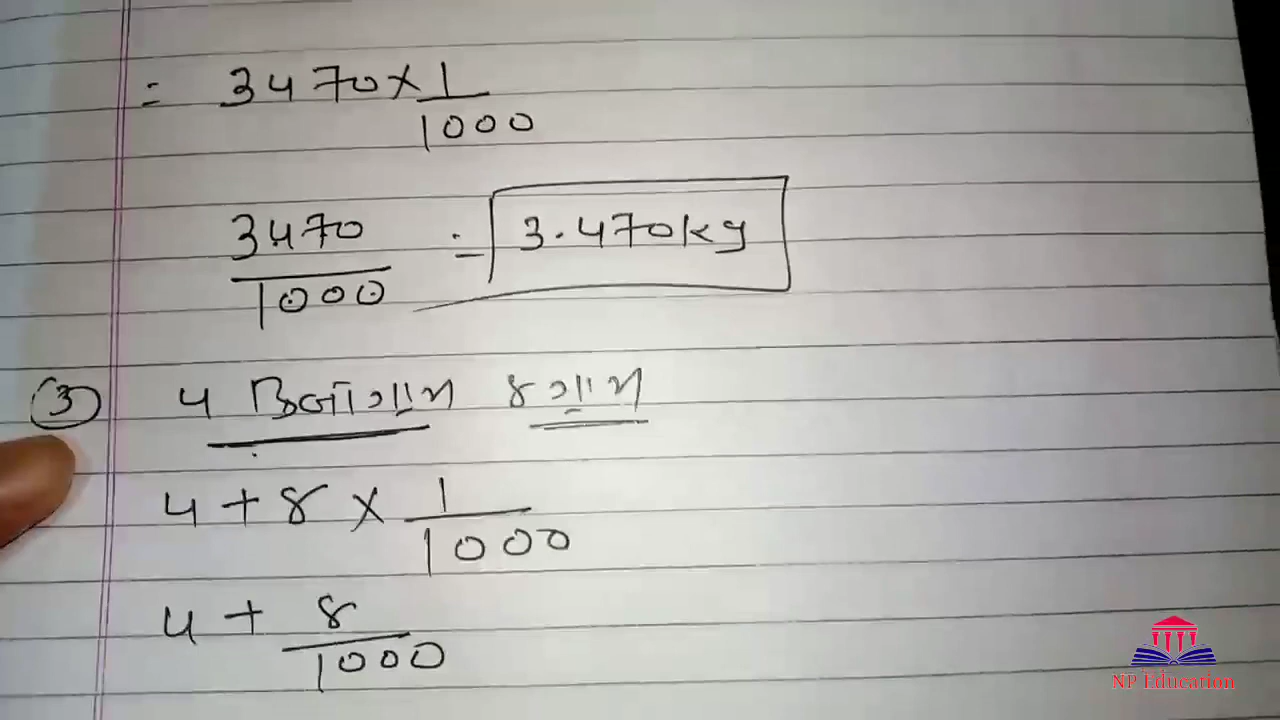 = 3470 × 1/1000
3470/1000 = 3.470kg
③ 4 કિલોગ્રામ 8 ગ્રામ
4 + 8 × 1/1000
4 + 8/1000
NP Education